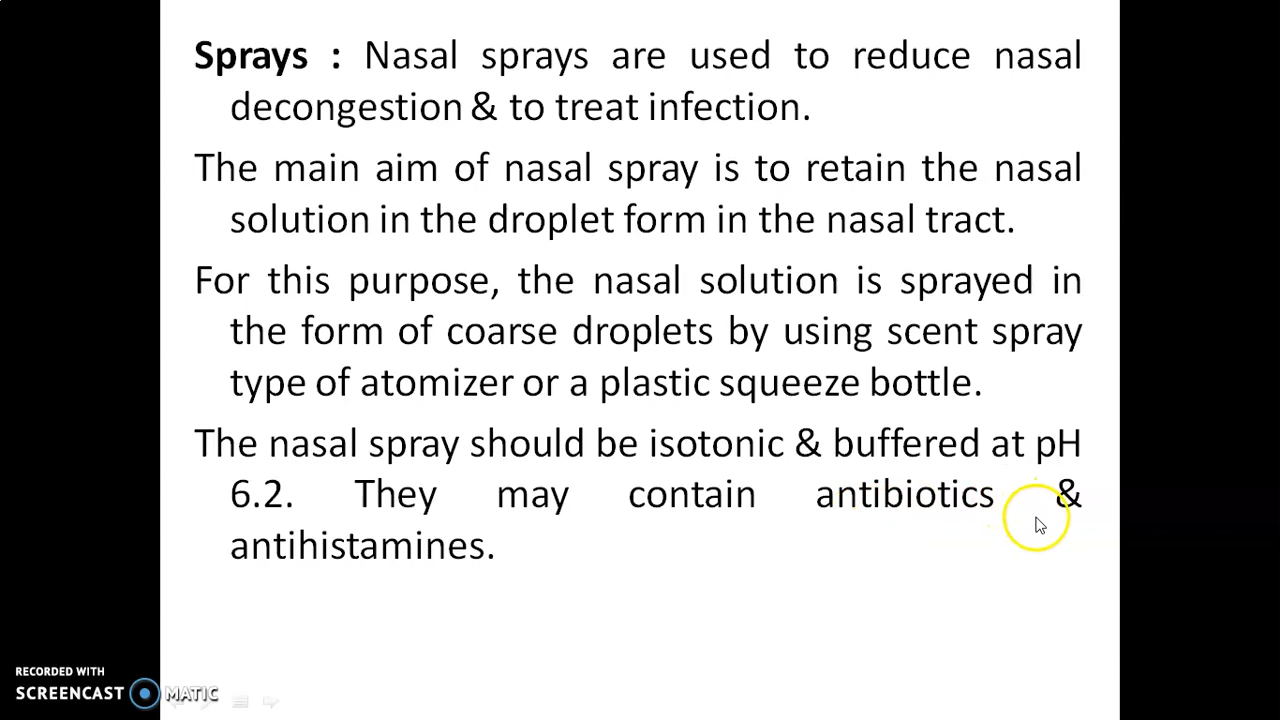 Sprays : Nasal sprays are used to reduce nasal
decongestion & to treat infection.
The main aim of nasal spray is to retain the nasal
solution in the droplet form in the nasal tract.
For this purpose, the nasal solution is sprayed in
the form of coarse droplets by using scent spray
type of atomizer or a plastic squeeze bottle.
The nasal spray should be isotonic & buffered at pH
6.2. They may contain antibiotics &
antihistamines.
RECORDED WITH
SCREENCAST MATIC